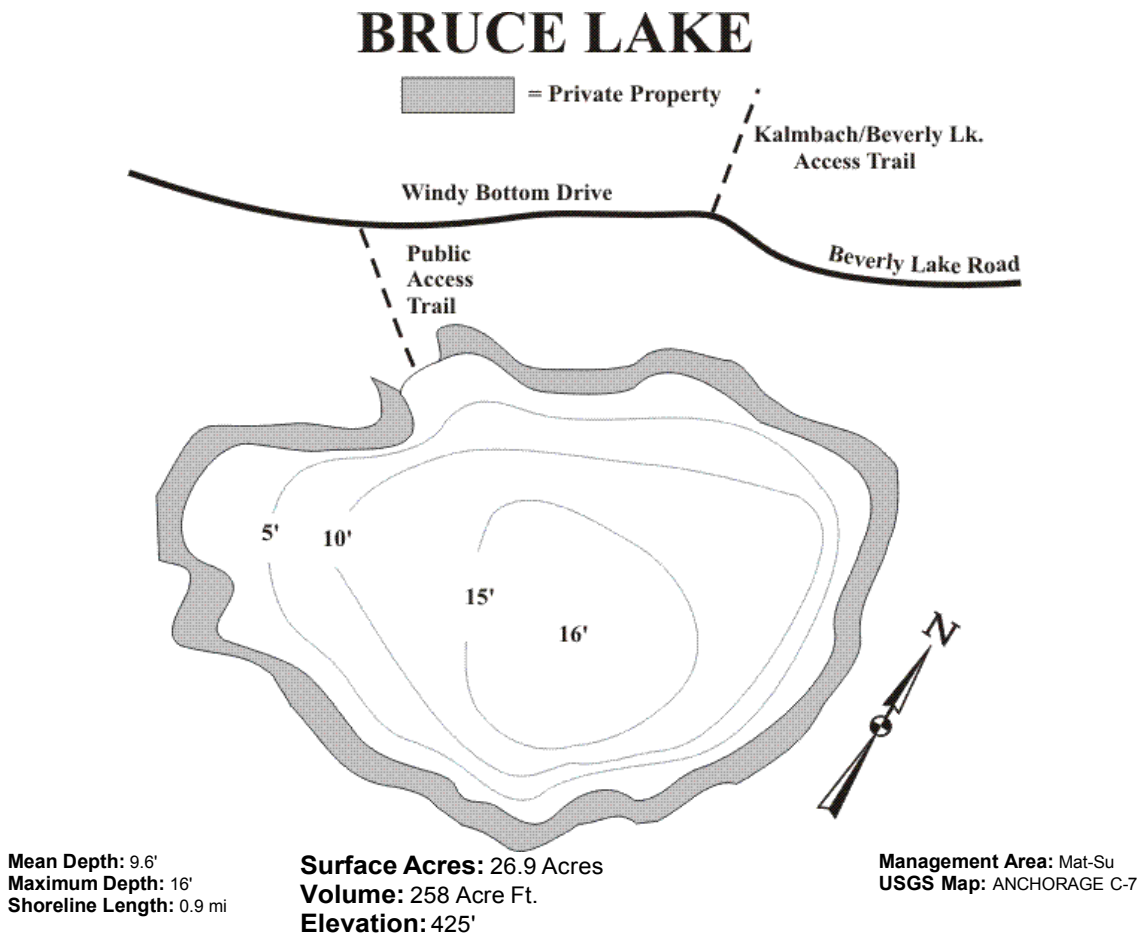 BRUCE LAKE
= Private Property
Kalmbach/Beverly Lk.
Access Trail
Windy Bottom Drive
Public
Access
Trail
Beverly Lake Road
5'
10'
15'
16'
N
Mean Depth: 9.6'
Maximum Depth: 16'
Shoreline Length: 0.9 mi
Surface Acres: 26.9 Acres
Volume: 258 Acre Ft.
Elevation: 425'
Management Area: Mat-Su
USGS Map: ANCHORAGE C-7